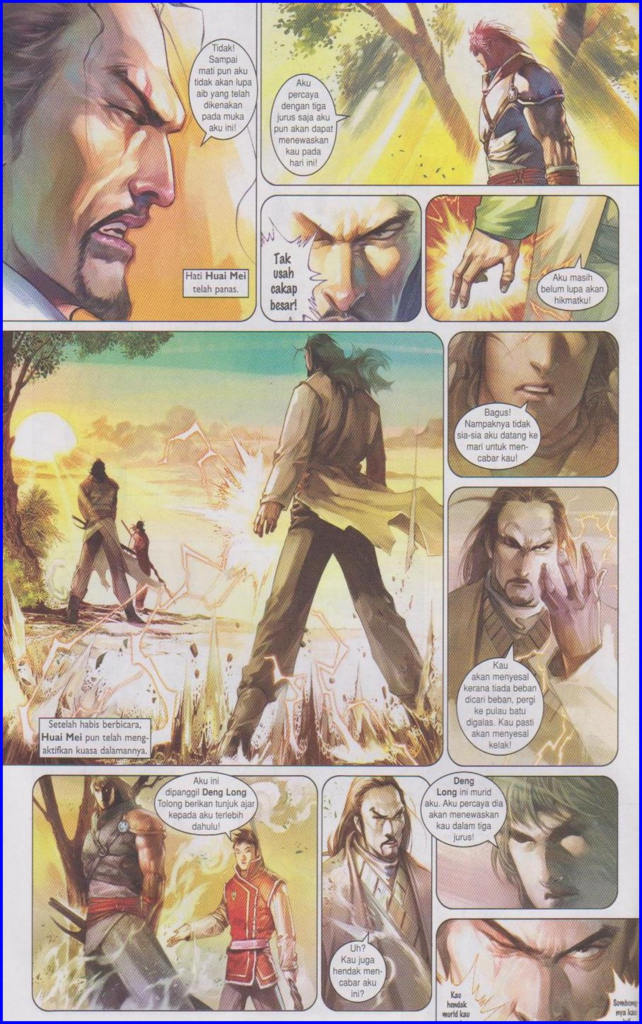 Tidak!
Sampai
mati pun aku
tidak akan lupa
aib yang telah
dikenakan
pada muka
aku ini!
Hati Huai Mei
telah panas.
Aku
percaya
dengan tiga
jurus saja aku
pun akan dapat
menewaskan
kau pada
hari ini!
Tak
usah
cakap
besar!
Aku masih
belum lupa akan
hikmatku!
Setelah habis berbicara,
Huai Mei pun telah meng-
aktifkan kuasa dalamannya.
Bagus!
Nampaknya tidak
sia-sia aku datang ke
mari untuk men-
cabar kau!
Kau
akan menyesal
kerana tiada beban
dicari beban, pergi
ke pulau batu
digalas. Kau pasti
akan menyesal
kelak!
Aku ini
dipanggil Deng Long
Tolong berikan tunjuk ajar
kepada aku terlebih
dahulu!
Uh?
Kau juga
hendak men-
cabar aku
ini?
Deng
Long ini murid
aku. Aku percaya dia
akan menewaskan
kau dalam tiga
jurus!
Kau
hendak
murid kau
Sombong
nya kau